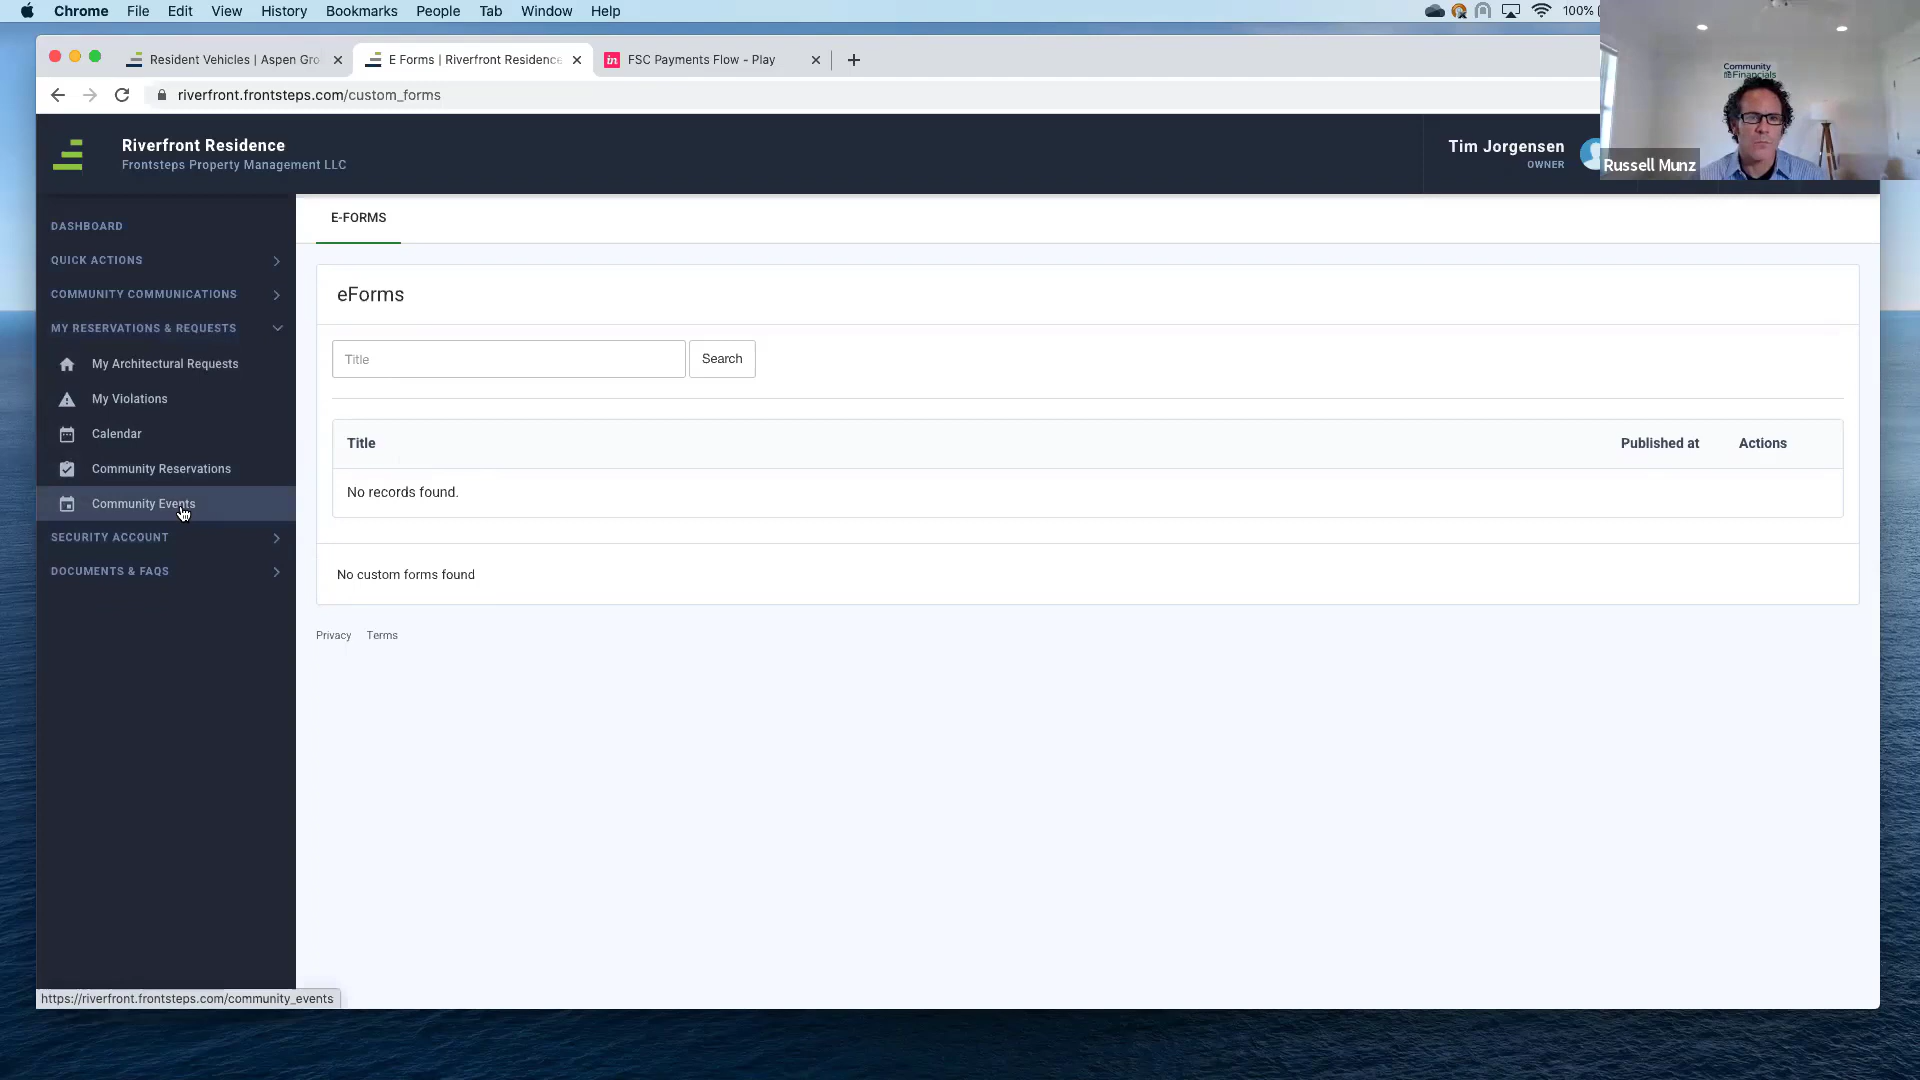 Chrome File Edit View History Bookmarks People Tab Window Help 100%
Resident Vehicles | Aspen Gro
E Forms | Riverfront Residence
in FSC Payments Flow - Play
riverfront.frontsteps.com/custom_forms
Community
Financials
Russell Munz
Riverfront Residence
Frontsteps Property Management LLC
Tim Jorgensen
OWNER
DASHBOARD
QUICK ACTIONS
COMMUNITY COMMUNICATIONS
MY RESERVATIONS & REQUESTS
My Architectural Requests
My Violations
Calendar
Community Reservations
Community Events
SECURITY ACCOUNT
DOCUMENTS & FAQS
E-FORMS
eForms
Title Search
Title Published at Actions
No records found.
No custom forms found
Privacy Terms
https://riverfront.frontsteps.com/community_events